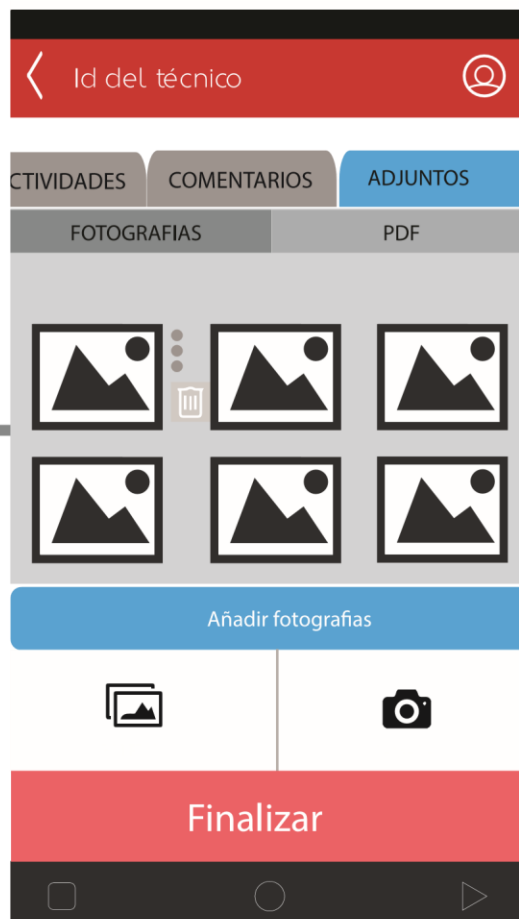 Id del técnico
CTIVIDADES COMENTARIOS ADJUNTOS
FOTOGRAFIAS PDF
Añadir fotografias
Finalizar